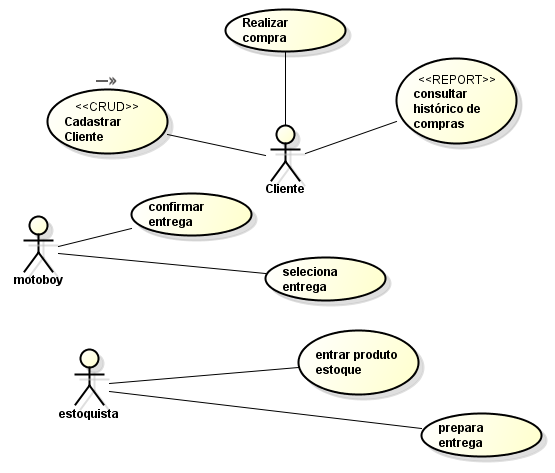 Realizar
compra
<<CRUD>>
Cadastrar
Cliente
<<REPORT>>
consultar
histórico de
compras
Cliente
confirmar
entrega
motoboy
seleciona
entrega
entrar produto
estoque
estoquista
prepara
entrega